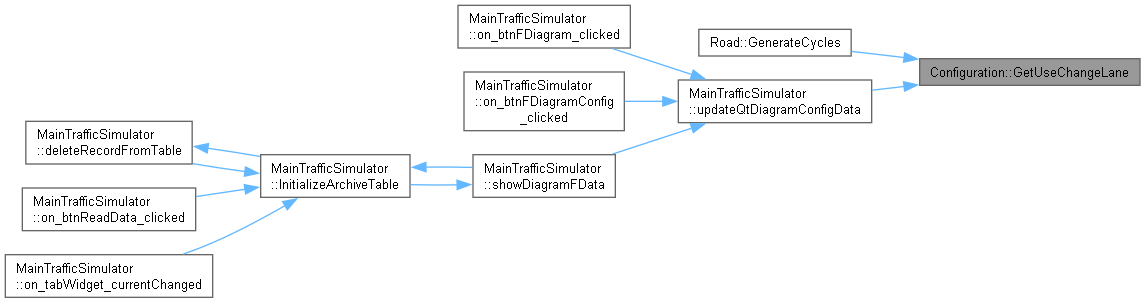 MainTrafficSimulator
::on_btnFDiagram_clicked
Road::GenerateCycles
Configuration::GetUseChangeLane
MainTrafficSimulator
::on_btnFDiagramConfig
_clicked
MainTrafficSimulator
::updateQtDiagramConfigData
MainTrafficSimulator
::deleteRecordFromTable
MainTrafficSimulator
::InitializeArchiveTable
MainTrafficSimulator
::showDiagramFData
MainTrafficSimulator
::on_btnReadData_clicked
MainTrafficSimulator
::on_tabWidget_currentChanged